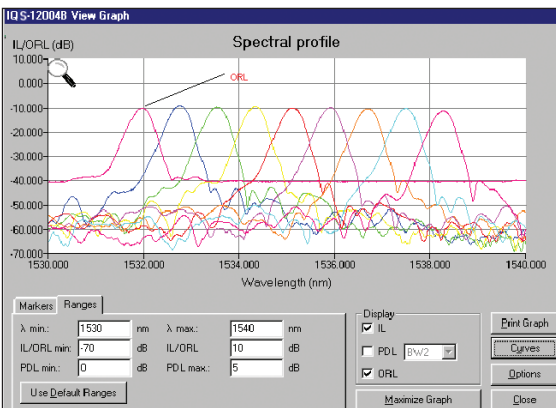 IQS-12004B View Graph
IL/ORL (dB)
Spectral profile
10.000
0.000
-10.000
-20.000
-30.000
-40.000
-50.000
-60.000
-70.000
ORL
1530.000 1532.000 1534.000 1536.000 1538.000 1540.000
Wavelength (nm)
Markers Ranges
λ min.: 1530 nm λ max.: 1540 nm
IL/ORL min: -70 dB IL/ORL 10 dB
PDL min.: 0 dB PDL max.: 5 dB
Use Default Ranges
Display
IL
PDL BW2
ORL
Maximize Graph
Print Graph
Curves
Options
Close